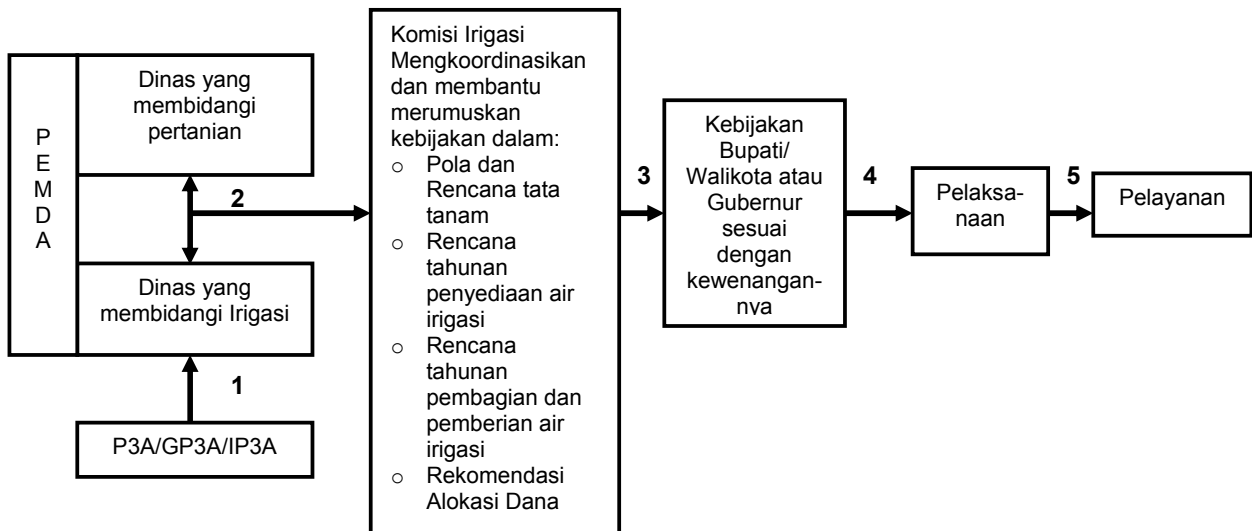 P
E
M
D
A
Dinas yang
membidangi
pertanian
2
Dinas yang
membidangi Irigasi
1
P3A/GP3A/IP3A
Komisi Irigasi
Mengkoordinasikan
dan membantu
merumuskan
kebijakan dalam:
o Pola dan
Rencana tata
tanam
o Rencana
tahunan
penyediaan air
irigasi
o Rencana
tahunan
pembagian dan
pemberian air
irigasi
o Rekomendasi
Alokasi Dana
3
Kebijakan
Bupati/
Walikota atau
Gubernur
sesuai
dengan
kewenangan-
nya
4
Pelaksa-
naan
5
Pelayanan